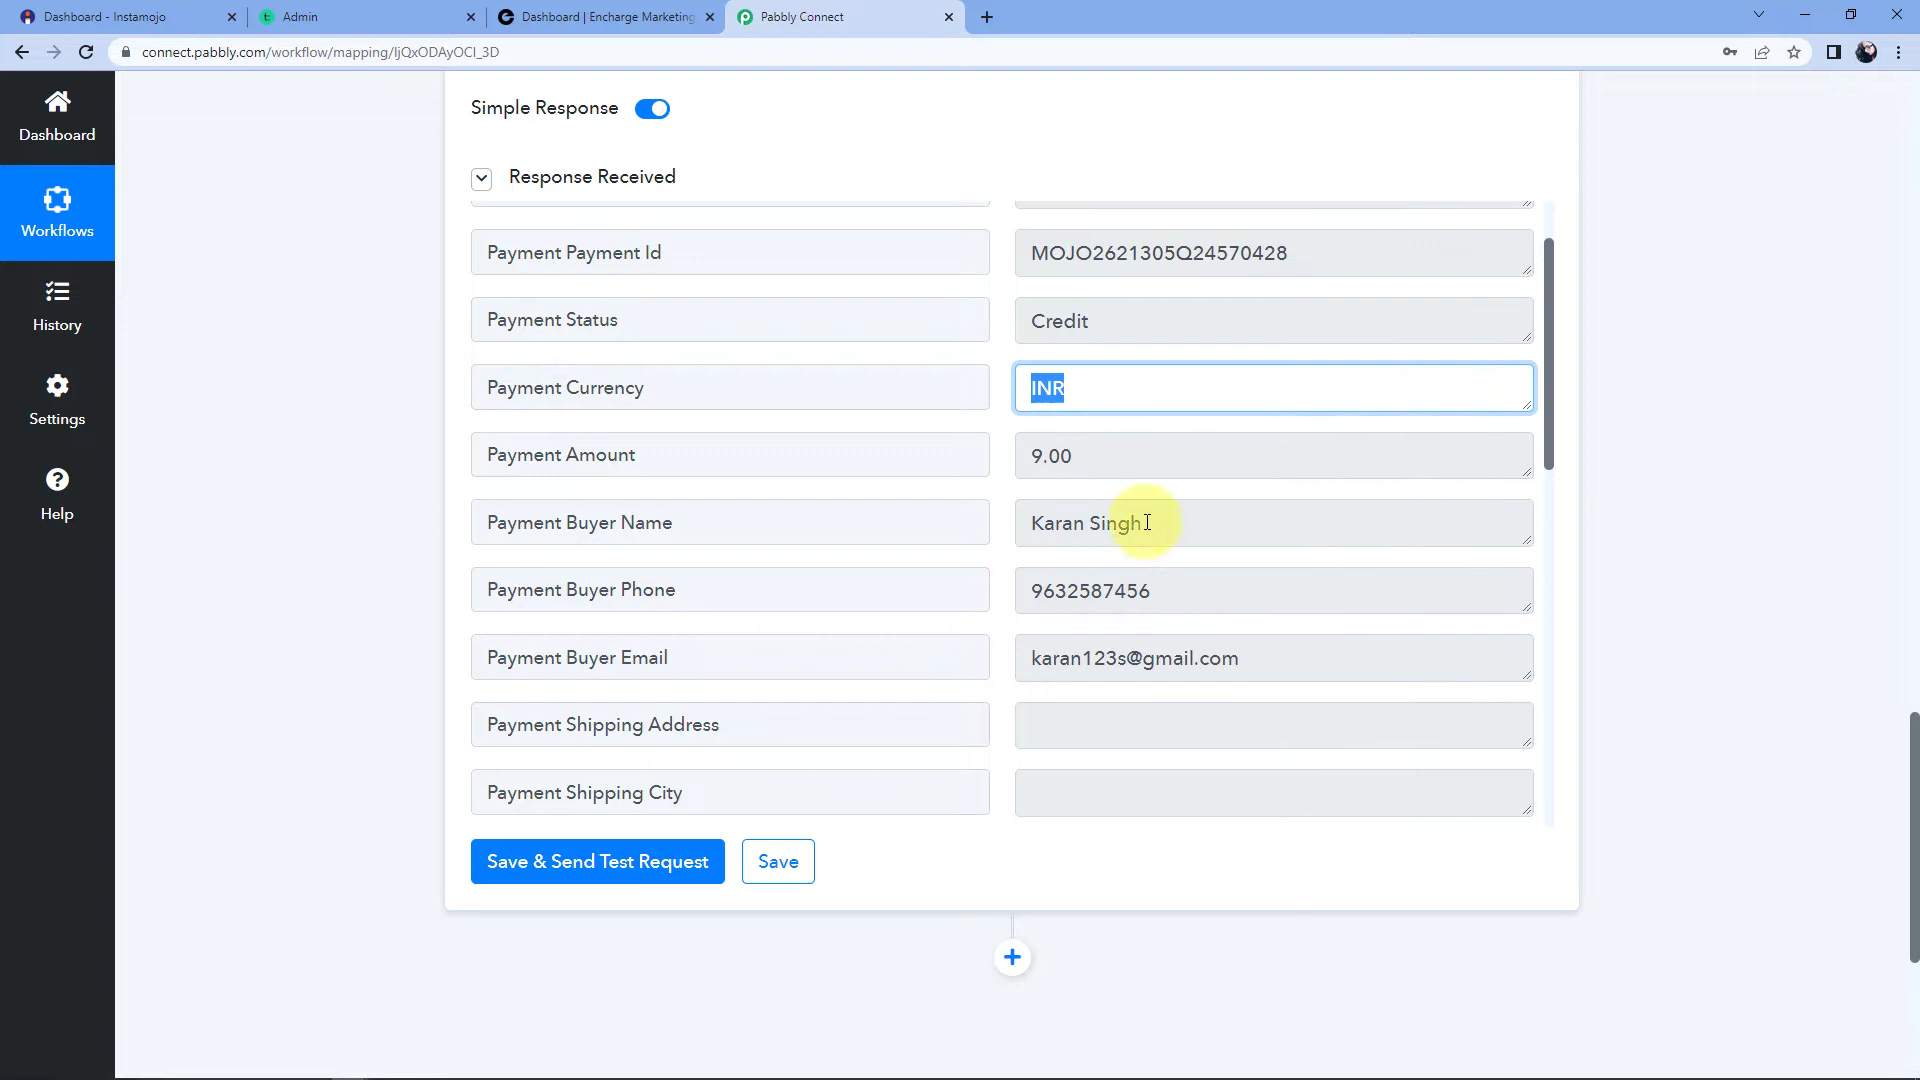 Dashboard - Instamojo
Admin
Dashboard | Encharge Marketing
Pabbly Connect
connect.pabbly.com/workflow/mapping/IjQxODAyOCI_3D
Dashboard
Workflows
History
Settings
Help
Simple Response
Response Received
Payment Payment Id MOJO2621305Q24570428
Payment Status Credit
Payment Currency INR
Payment Amount 9.00
Payment Buyer Name Karan Singh
Payment Buyer Phone 9632587456
Payment Buyer Email karan123s@gmail.com
Payment Shipping Address
Payment Shipping City
Save & Send Test Request Save